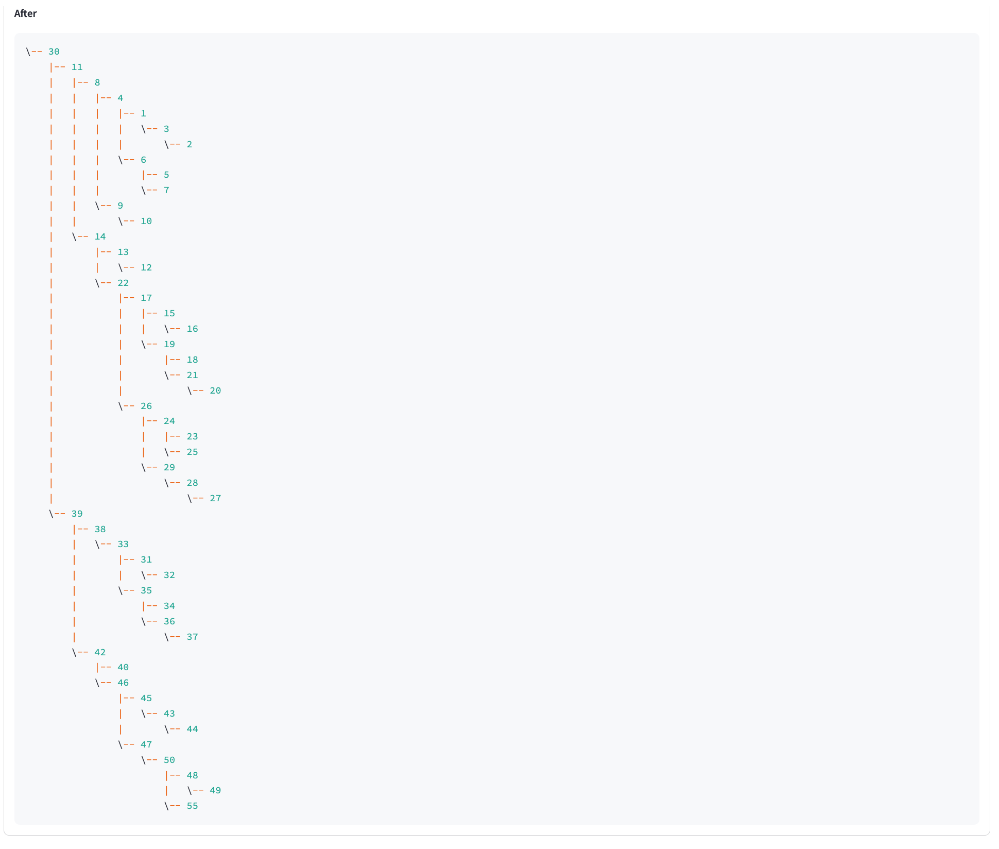 After
\-- 30
    |-- 11
    |   |-- 8
    |   |   |-- 4
    |   |   |   |-- 1
    |   |   |   |   \-- 3
    |   |   |   |       \-- 2
    |   |   |   \-- 6
    |   |   |       |-- 5
    |   |   |       \-- 7
    |   |   \-- 9
    |   |       \-- 10
    |   \-- 14
    |       |-- 13
    |       |   \-- 12
    |       \-- 22
    |           |-- 17
    |           |   |-- 15
    |           |   |   \-- 16
    |           |   \-- 19
    |           |       |-- 18
    |           |       \-- 21
    |           |           \-- 20
    |           \-- 26
    |               |-- 24
    |               |   |-- 23
    |               |   \-- 25
    |               \-- 29
    |                   \-- 28
    |                       \-- 27
    \-- 39
        |-- 38
        |   \-- 33
        |       |-- 31
        |       |   \-- 32
        |       \-- 35
        |           |-- 34
        |           \-- 36
        |               \-- 37
        \-- 42
            |-- 40
            \-- 46
                |-- 45
                |   \-- 43
                |       \-- 44
                \-- 47
                    \-- 50
                        |-- 48
                        |   \-- 49
                        \-- 55